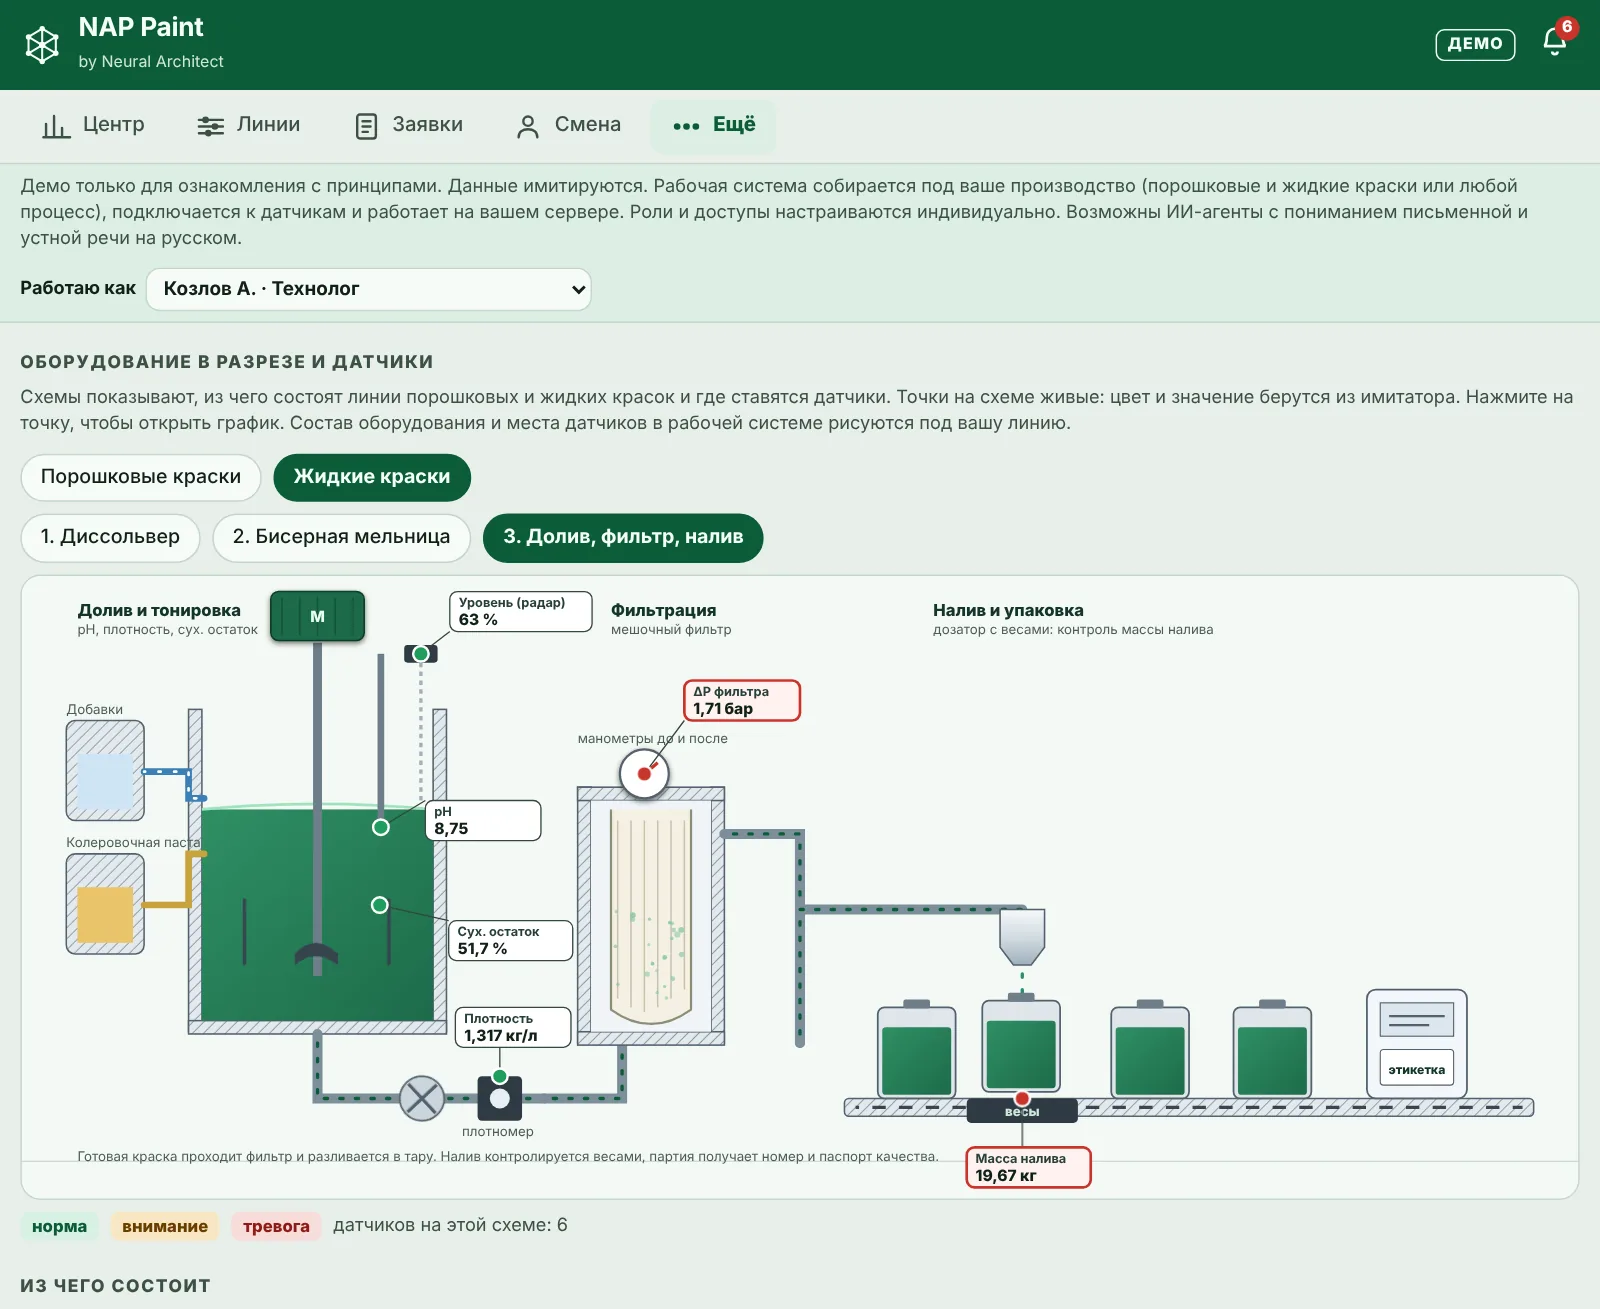 NAP Paint
by Neural Architect
ДЕМО
6
Центр
Линии
Заявки
Смена
Ещё
Демо только для ознакомления с принципами. Данные имитируются. Рабочая система собирается под ваше производство (порошковые и жидкие краски или любой
процесс), подключается к датчикам и работает на вашем сервере. Роли и доступы настраиваются индивидуально. Возможны ИИ-агенты с пониманием письменной и
устной речи на русском.
Работаю как
Козлов А. · Технолог
ОБОРУДОВАНИЕ В РАЗРЕЗЕ И ДАТЧИКИ
Схемы показывают, из чего состоят линии порошковых и жидких красок и где ставятся датчики. Точки на схеме живые: цвет и значение берутся из имитатора. Нажмите на
точку, чтобы открыть график. Состав оборудования и места датчиков в рабочей системе рисуются под вашу линию.
Порошковые краски
Жидкие краски
1. Диссольвер
2. Бисерная мельница
3. Долив, фильтр, налив
Долив и тонировка
pH, плотность, сух. остаток
M
Уровень (радар)
63 %
Фильтрация
мешочный фильтр
Налив и упаковка
дозатор с весами: контроль массы налива
ΔP фильтра
1,71 бар
Добавки
манометры до и после
pH
8,75
Колеровочная паста
Сух. остаток
51,7 %
Плотность
1,317 кг/л
плотномер
этикетка
весы
Готовая краска проходит фильтр и разливается в тару. Налив контролируется весами, партия получает номер и паспорт качества.
Масса налива
19,67 кг
норма
внимание
тревога
датчиков на этой схеме: 6
ИЗ ЧЕГО СОСТОИТ